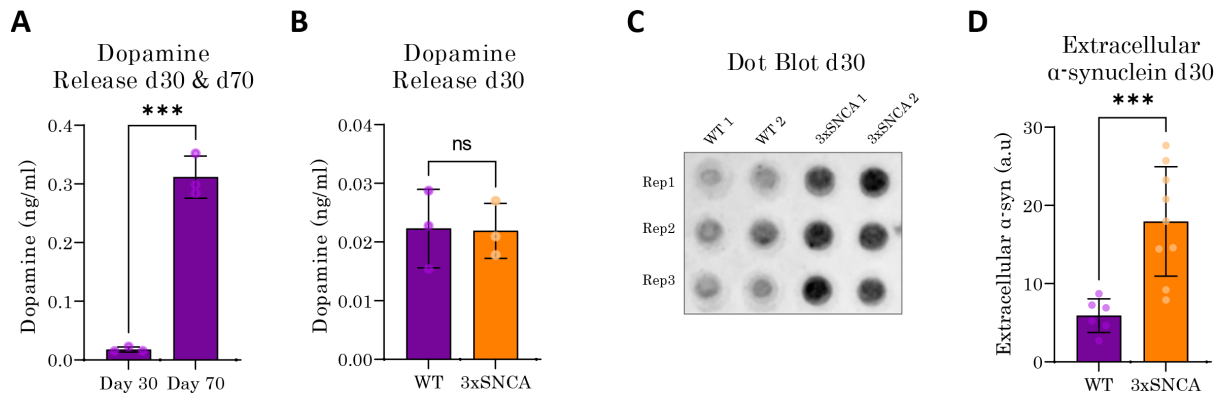 A
Dopamine
Release d30 & d70
***
0.4
0.3
0.2
0.1
0.0
Dopamine (ng/ml)
Day 30 Day 70
B
Dopamine
Release d30
ns
0.04
0.03
0.02
0.01
0.00
Dopamine (ng/ml)
WT 3xSNCA
C
Dot Blot d30
WT 1 WT 2 3xSNCA 1 3xSNCA 2
Rep1
Rep2
Rep3
D
Extracellular
α-synuclein d30
***
30
20
10
0
Extracellular α-syn (a.u)
WT 3xSNCA